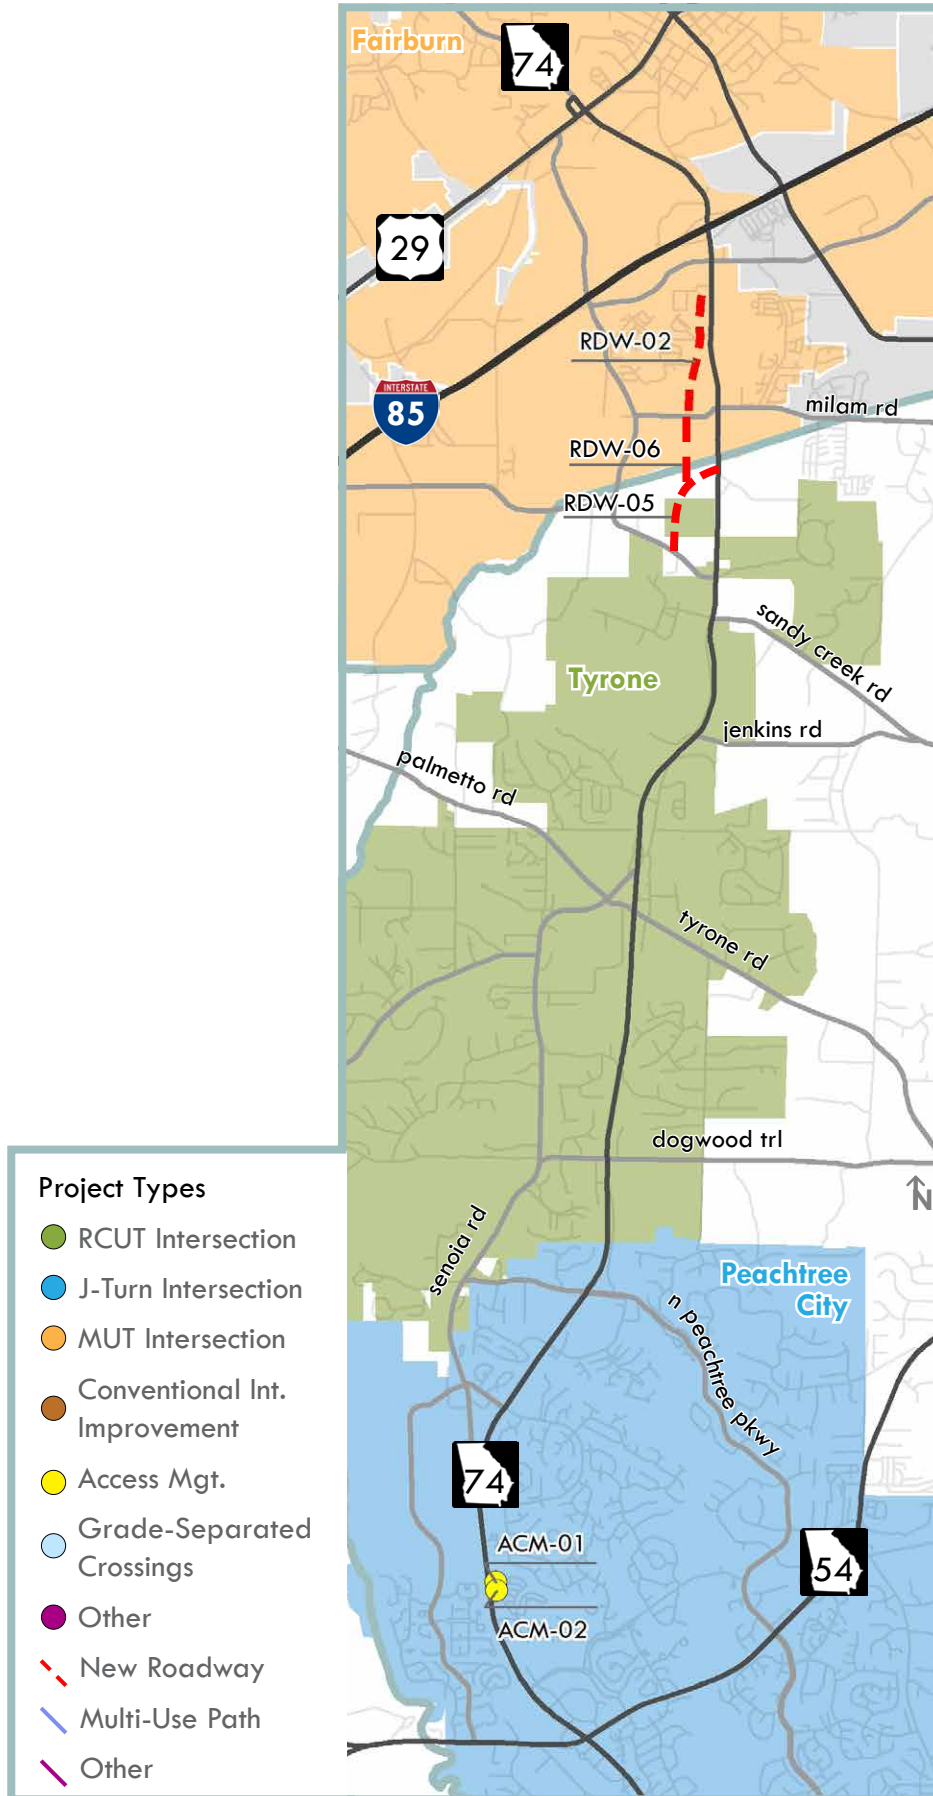 Fairburn
74
29
RDW-02
INTERSTATE
85
milam rd
RDW-06
RDW-05
sandy creek rd
Tyrone
jenkins rd
palmetto rd
tyrone rd
dogwood trl
N
senoia rd
Peachtree
City
n peachtree pkwy
74
ACM-01
54
ACM-02
Project Types
RCUT Intersection
J-Turn Intersection
MUT Intersection
Conventional Int.
Improvement
Access Mgt.
Grade-Separated
Crossings
Other
New Roadway
Multi-Use Path
Other